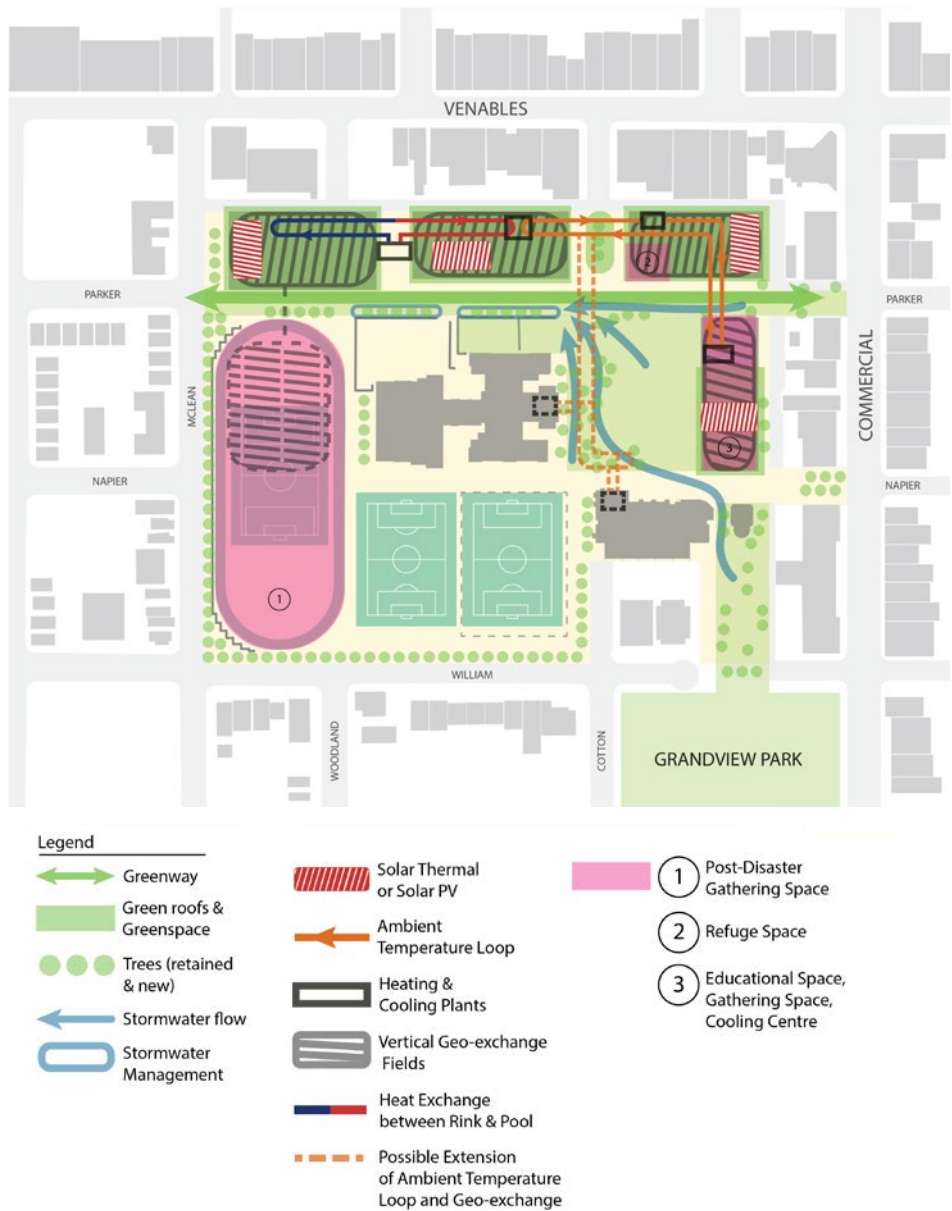 VENABLES
2
PARKER
PARKER
MCLEAN
COMMERCIAL
3
NAPIER
NAPIER
1
WILLIAM
WOODLAND
COTTON
GRANDVIEW PARK
Legend
Greenway
Green roofs &
Greenspace
Trees (retained
& new)
Stormwater flow
Stormwater
Management
Solar Thermal
or Solar PV
Ambient
Temperature Loop
Heating &
Cooling Plants
Vertical Geo-exchange
Fields
Heat Exchange
between Rink & Pool
Possible Extension
of Ambient Temperature
Loop and Geo-exchange
1 Post-Disaster
Gathering Space
2 Refuge Space
3 Educational Space,
Gathering Space,
Cooling Centre